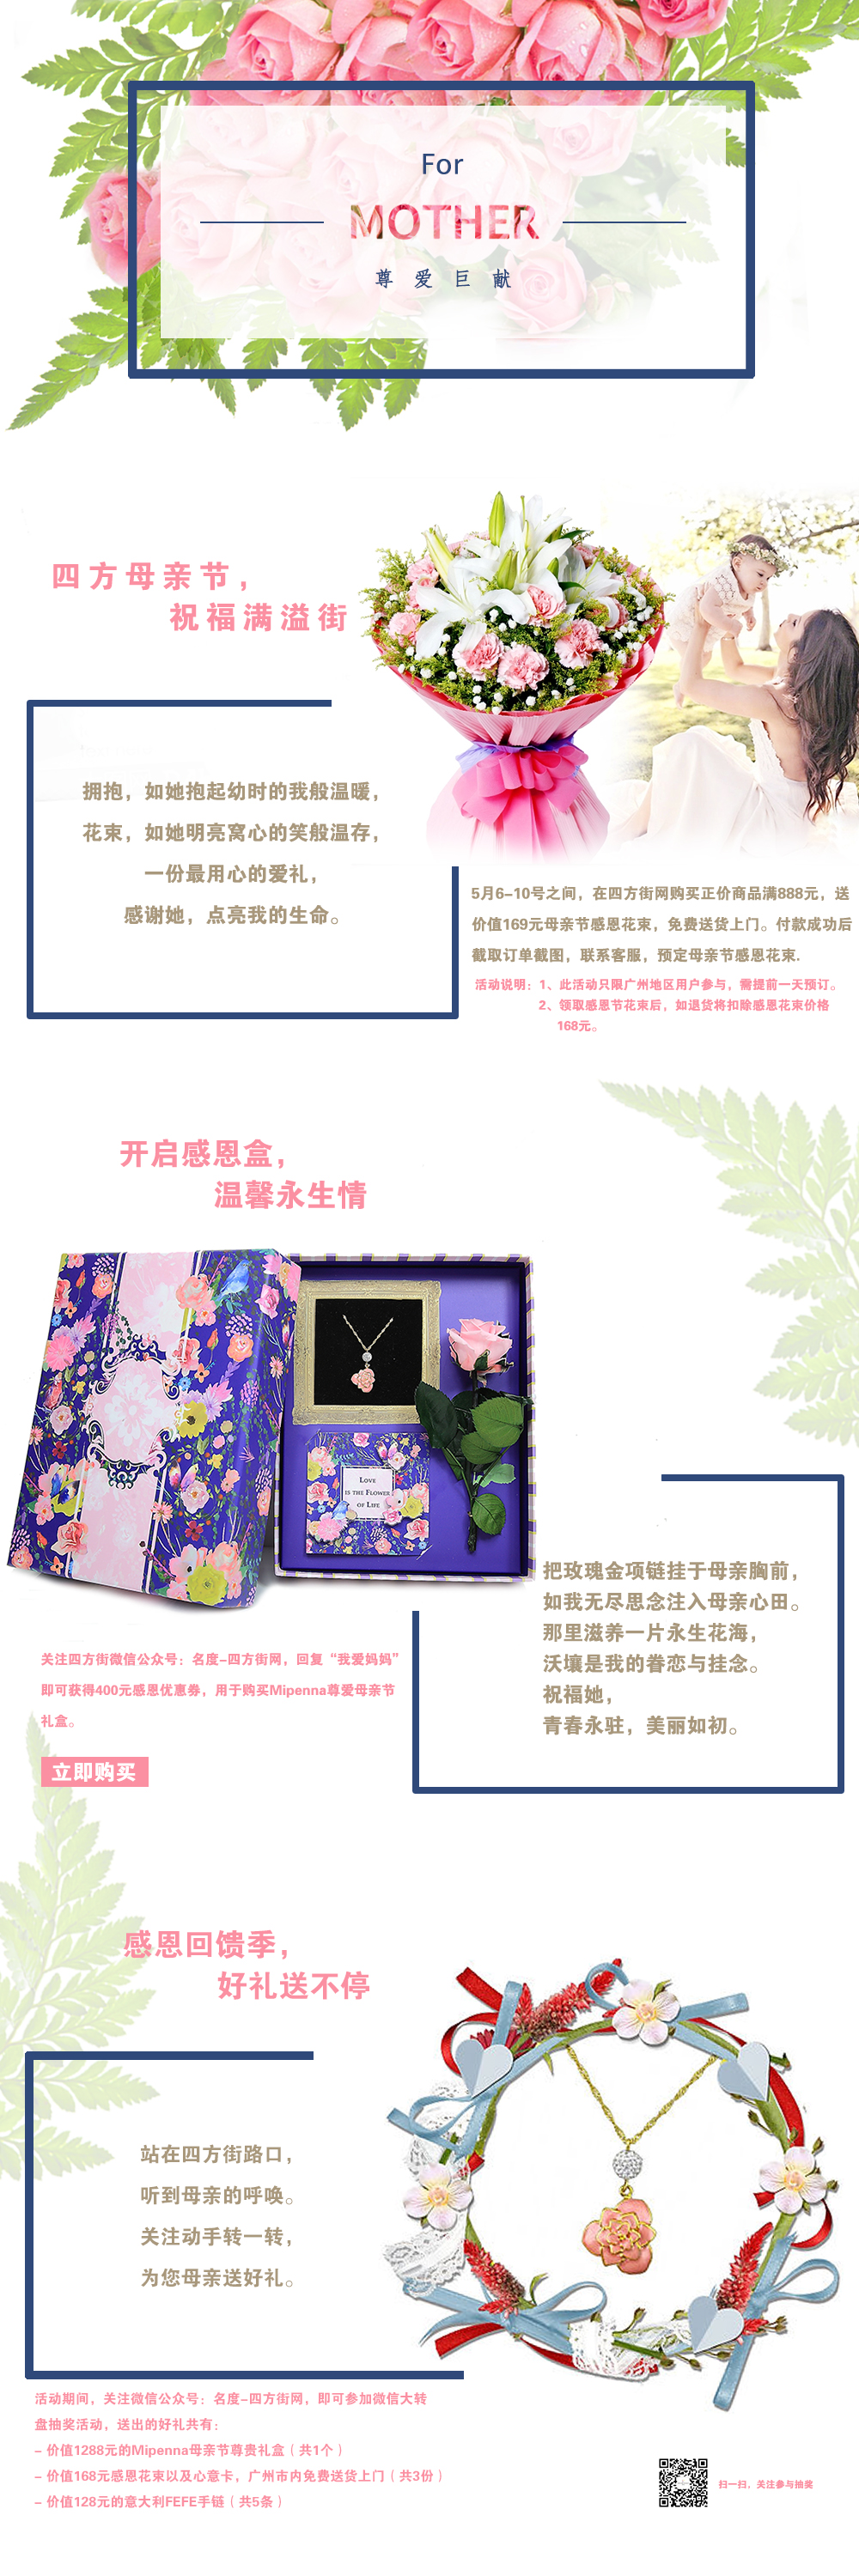 For
MOTHER
尊爱巨献
四方母亲节，
祝福满溢街
拥抱，如她抱起幼时的我般温暖，
花束，如她明亮窝心的笑般温存，
一份最用心的爱礼，
感谢她，点亮我的生命。
5月6-10号之间，在四方街网购买正价商品满888元，送
价值169元母亲节感恩花束，免费送货上门。付款成功后
截取订单截图，联系客服，预定母亲节感恩花束.
活动说明：1、此活动只限广州地区用户参与，需提前一天预订。
2、领取感恩节花束后，如退货将扣除感恩花束价格
168元。
开启感恩盒，
温馨永生情
LOVE
IS THE FLOWER
OF LIFE
把玫瑰金项链挂于母亲胸前，
如我无尽思念注入母亲心田。
那里滋养一片永生花海，
沃壤是我的眷恋与挂念。
祝福她，
青春永驻，美丽如初。
关注四方街微信公众号：名度-四方街网，回复“我爱妈妈”
即可获得400元感恩优惠券，用于购买Mipenna尊爱母亲节
礼盒。
立即购买
感恩回馈季，
好礼送不停
站在四方街路口，
听到母亲的呼唤。
关注动手转一转，
为您母亲送好礼。
活动期间，关注微信公众号：名度-四方街网，即可参加微信大转
盘抽奖活动，送出的好礼共有：
- 价值1288元的Mipenna母亲节尊贵礼盒（共1个）
- 价值168元感恩花束以及心意卡，广州市内免费送货上门（共3份）
- 价值128元的意大利FEFE手链（共5条）
扫一扫，关注参与抽奖